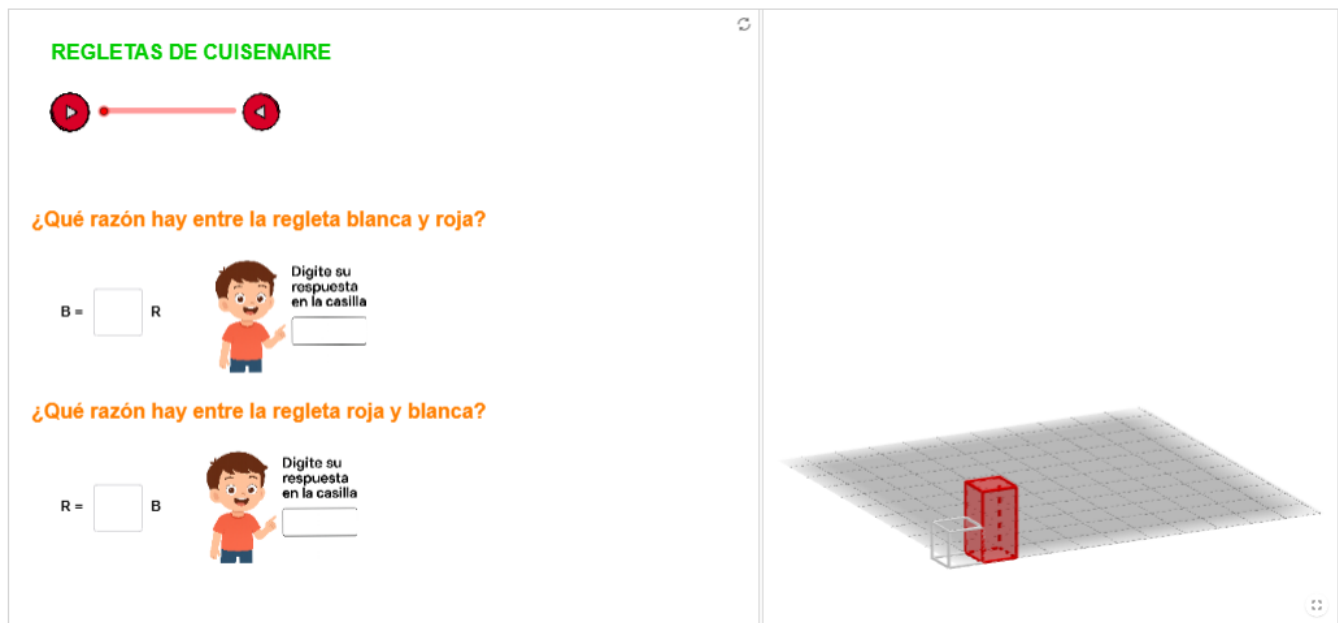 REGLETAS DE CUISENAIRE
¿Qué razón hay entre la regleta blanca y roja?
Digite su
respuesta
en la casilla
B = R
¿Qué razón hay entre la regleta roja y blanca?
Digite su
respuesta
en la casilla
R = B